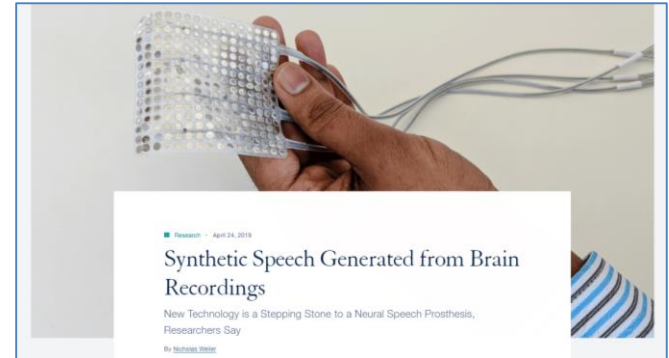 Research - April 24, 2019
Synthetic Speech Generated from Brain
Recordings
New Technology is a Stepping Stone to a Neural Speech Prosthesis,
Researchers Say
By Nicholas Weiler